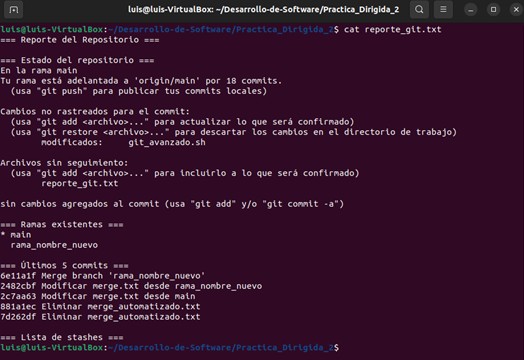 luis@luis-VirtualBox: ~/Desarrollo-de-Software/Practica_Dirigida_2
luis@luis-VirtualBox:~/Desarrollo-de-Software/Practica_Dirigida_2$ cat reporte_git.txt
=== Reporte del Repositorio ===
=== Estado del repositorio ===
En la rama main
Tu rama está adelantada a 'origin/main' por 18 commits.
(usa "git push" para publicar tus commits locales)
Cambios no rastreados para el commit:
(usa "git add <archivo>..." para actualizar lo que será confirmado)
(usa "git restore <archivo>..." para descartar los cambios en el directorio de trabajo)
modificados:     git_avanzado.sh
Archivos sin seguimiento:
(usa "git add <archivo>..." para incluirlo a lo que será confirmado)
reporte_git.txt
sin cambios agregados al commit (usa "git add" y/o "git commit -a")
=== Ramas existentes ===
* main
rama_nombre_nuevo
=== Últimos 5 commits ===
6e11a1f Merge branch 'rama_nombre_nuevo'
2482cbf Modificar merge.txt desde rama_nombre_nuevo
2c7aa63 Modificar merge.txt desde main
881a1ec Eliminar merge_automatizado.txt
7d262df Eliminar merge_automatizado.txt
=== Lista de stashes ===
luis@luis-VirtualBox:~/Desarrollo-de-Software/Practica_Dirigida_2$